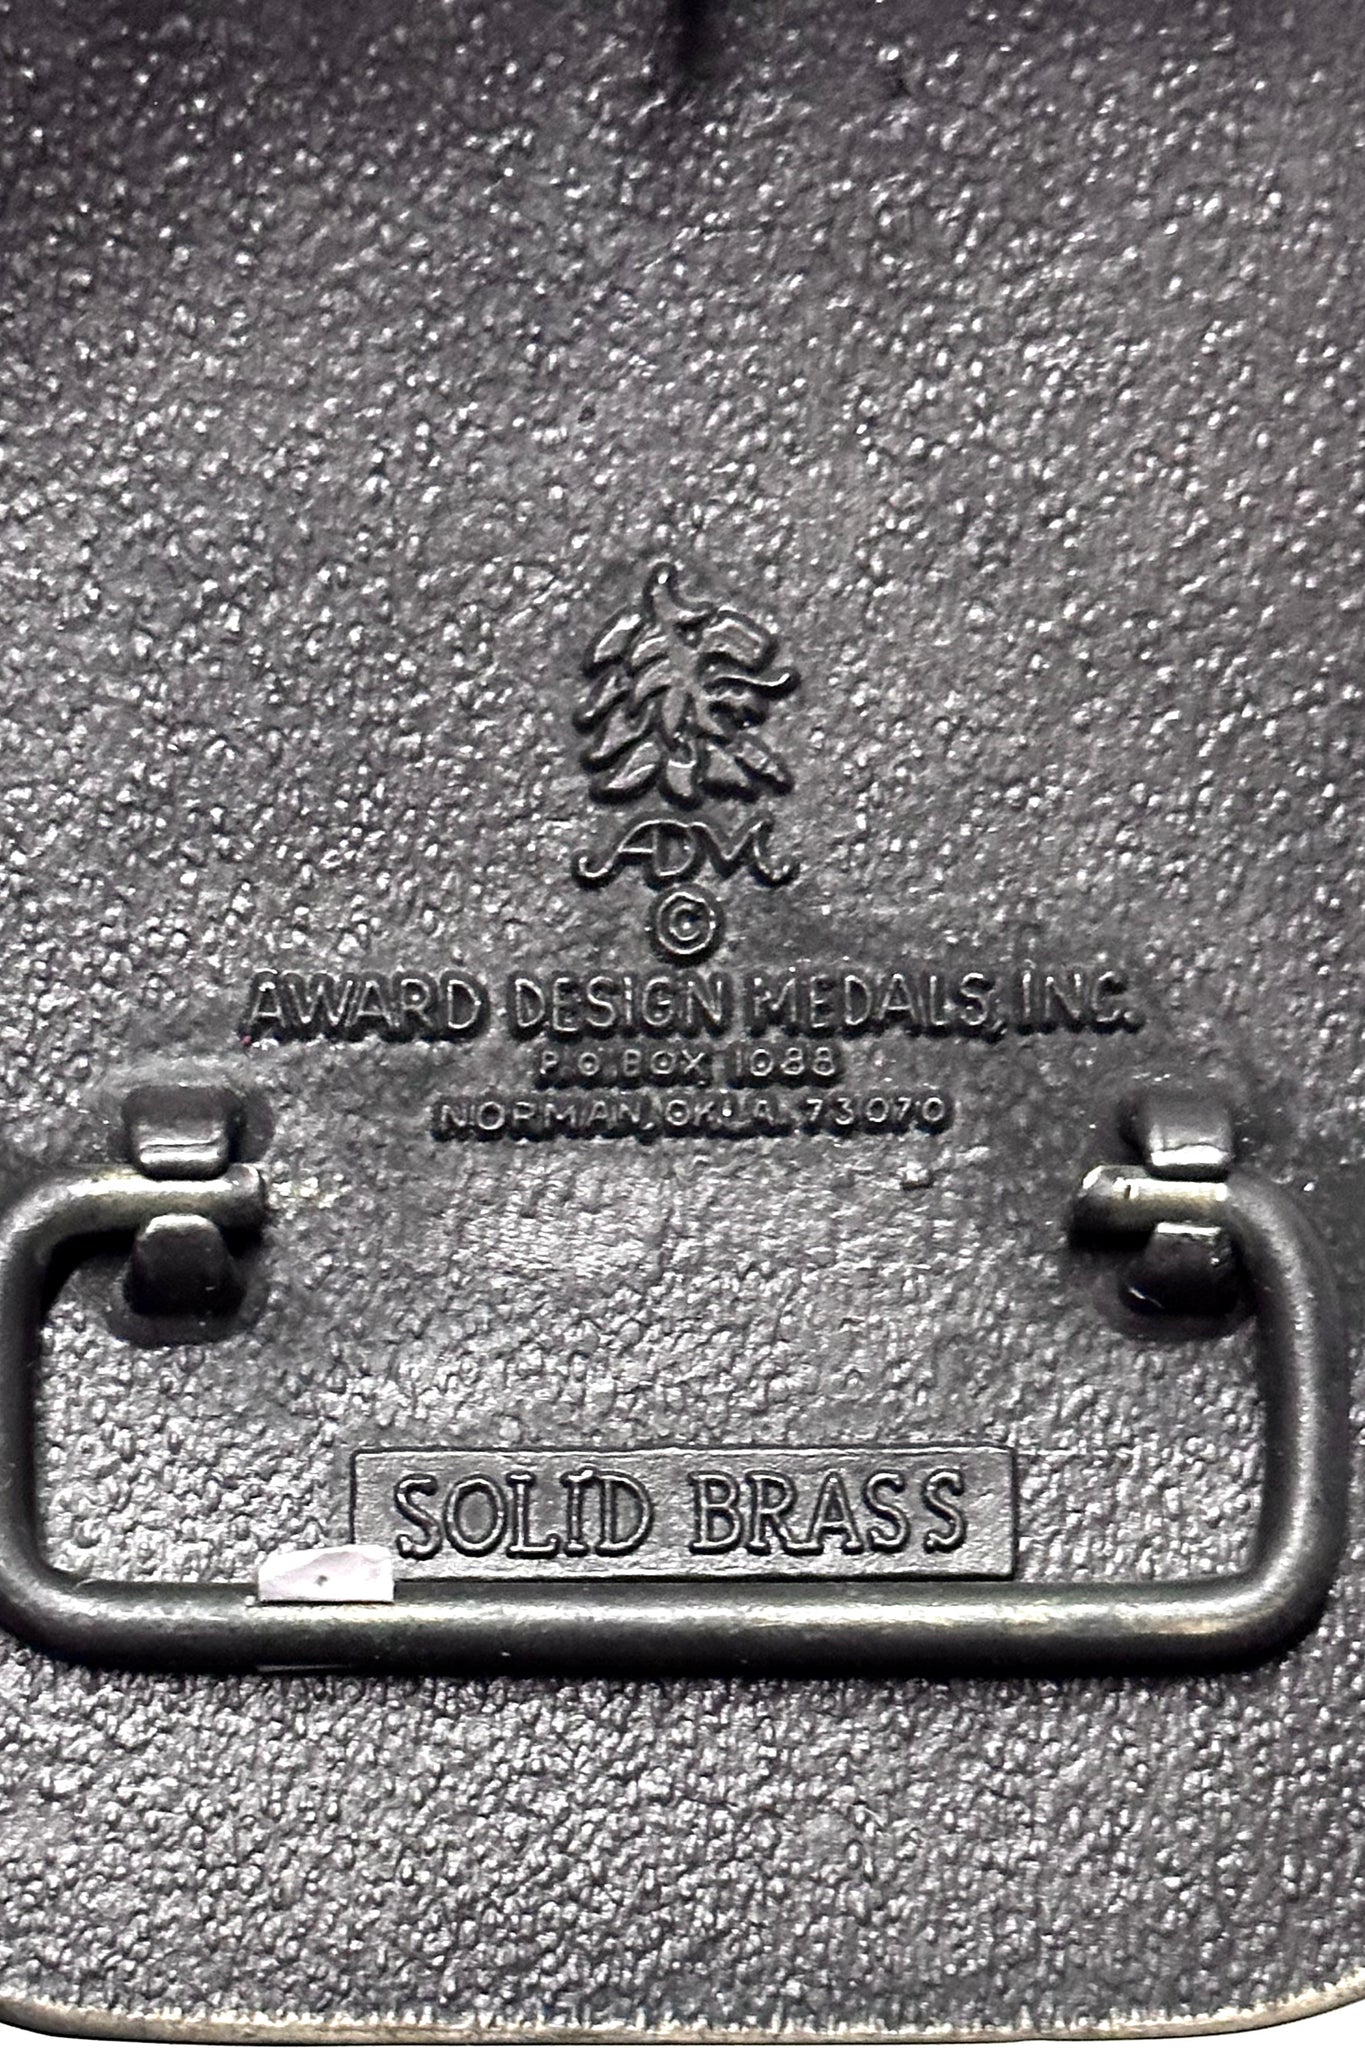 ADM
©
AWARD DESIGN MEDALS, INC.
P.O. BOX 1088
NORMAN, OKLA. 73070
SOLID BRASS